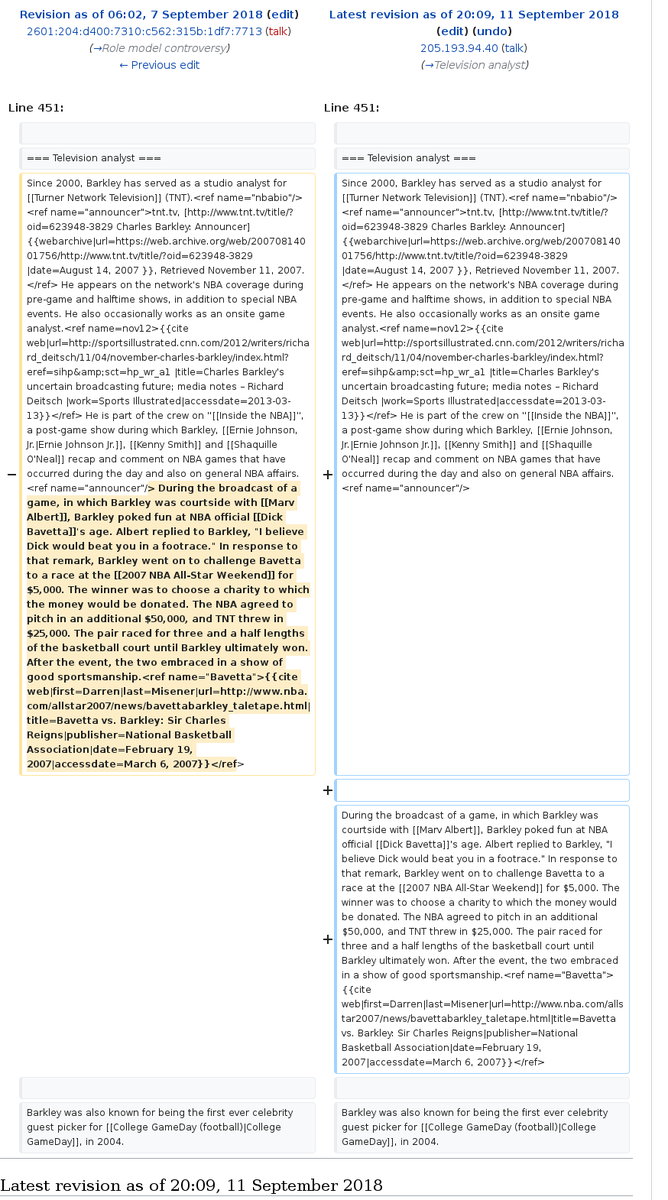 Revision as of 06:02, 7 September 2018 (edit)
2601:204:d400:7310:c562:315b:1df7:7713 (talk)
(→Role model controversy)
← Previous edit
Latest revision as of 20:09, 11 September 2018
(edit) (undo)
205.193.94.40 (talk)
(→Television analyst)
Line 451:
Line 451:
=== Television analyst ===
=== Television analyst ===
−
Since 2000, Barkley has served as a studio analyst for
[[Turner Network Television]] (TNT).<ref name="nbabio"/>
<ref name="announcer">tnt.tv, [http://www.tnt.tv/title/?
oid=623948-3829 Charles Barkley: Announcer]
{{webarchive|url=https://web.archive.org/web/200708140
01756/http://www.tnt.tv/title/?oid=623948-3829
|date=August 14, 2007 }}, Retrieved November 11, 2007.
</ref> He appears on the network's NBA coverage during
pre-game and halftime shows, in addition to special NBA
events. He also occasionally works as an onsite game
analyst.<ref name=nov12>{{cite
web|url=http://sportsillustrated.cnn.com/2012/writers/richa
rd_deitsch/11/04/november-charles-barkley/index.html?
eref=sihp&amp;sct=hp_wr_a1 |title=Charles Barkley's
uncertain broadcasting future; media notes – Richard
Deitsch |work=Sports Illustrated|accessdate=2013-03-
13}}</ref> He is part of the crew on ''[[Inside the NBA]]'',
a post-game show during which Barkley, [[Ernie Johnson,
Jr.|Ernie Johnson Jr.]], [[Kenny Smith]] and [[Shaquille
O'Neal]] recap and comment on NBA games that have
occurred during the day and also on general NBA affairs.
<ref name="announcer"/> During the broadcast of a
game, in which Barkley was courtside with [[Marv
Albert]], Barkley poked fun at NBA official [[Dick
Bavetta]]'s age. Albert replied to Barkley, "I believe
Dick would beat you in a footrace." In response to
that remark, Barkley went on to challenge Bavetta
to a race at the [[2007 NBA All-Star Weekend]] for
$5,000. The winner was to choose a charity to which
the money would be donated. The NBA agreed to
pitch in an additional $50,000, and TNT threw in
$25,000. The pair raced for three and a half lengths
of the basketball court until Barkley ultimately won.
After the event, the two embraced in a show of
good sportsmanship.<ref name="Bavetta">{{cite
web|first=Darren|last=Misener|url=http://www.nba.
com/allstar2007/news/bavettabarkley_taletape.html|
title=Bavetta vs. Barkley: Sir Charles
Reigns|publisher=National Basketball
Association|date=February 19,
2007|accessdate=March 6, 2007}}</ref>
+
Since 2000, Barkley has served as a studio analyst for
[[Turner Network Television]] (TNT).<ref name="nbabio"/>
<ref name="announcer">tnt.tv, [http://www.tnt.tv/title/?
oid=623948-3829 Charles Barkley: Announcer]
{{webarchive|url=https://web.archive.org/web/200708140
01756/http://www.tnt.tv/title/?oid=623948-3829
|date=August 14, 2007 }}, Retrieved November 11, 2007.
</ref> He appears on the network's NBA coverage during
pre-game and halftime shows, in addition to special NBA
events. He also occasionally works as an onsite game
analyst.<ref name=nov12>{{cite
web|url=http://sportsillustrated.cnn.com/2012/writers/richa
rd_deitsch/11/04/november-charles-barkley/index.html?
eref=sihp&amp;sct=hp_wr_a1 |title=Charles Barkley's
uncertain broadcasting future; media notes – Richard
Deitsch |work=Sports Illustrated|accessdate=2013-03-
13}}</ref> He is part of the crew on ''[[Inside the NBA]]'',
a post-game show during which Barkley, [[Ernie Johnson,
Jr.|Ernie Johnson Jr.]], [[Kenny Smith]] and [[Shaquille
O'Neal]] recap and comment on NBA games that have
occurred during the day and also on general NBA affairs.
<ref name="announcer"/>
+
+
During the broadcast of a game, in which Barkley was
courtside with [[Marv Albert]], Barkley poked fun at NBA
official [[Dick Bavetta]]'s age. Albert replied to Barkley, "I
believe Dick would beat you in a footrace." In response to
that remark, Barkley went on to challenge Bavetta to a
race at the [[2007 NBA All-Star Weekend]] for $5,000. The
winner was to choose a charity to which the money would
be donated. The NBA agreed to pitch in an additional
$50,000, and TNT threw in $25,000. The pair raced for
three and a half lengths of the basketball court until
Barkley ultimately won. After the event, the two embraced
in a show of good sportsmanship.<ref name="Bavetta">
{{cite
web|first=Darren|last=Misener|url=http://www.nba.com/alls
tar2007/news/bavettabarkley_taletape.html|title=Bavetta
vs. Barkley: Sir Charles Reigns|publisher=National
Basketball Association|date=February 19,
2007|accessdate=March 6, 2007}}</ref>
Barkley was also known for being the first ever celebrity
guest picker for [[College GameDay (football)|College
GameDay]], in 2004.
Barkley was also known for being the first ever celebrity
guest picker for [[College GameDay (football)|College
GameDay]], in 2004.
Latest revision as of 20:09, 11 September 2018